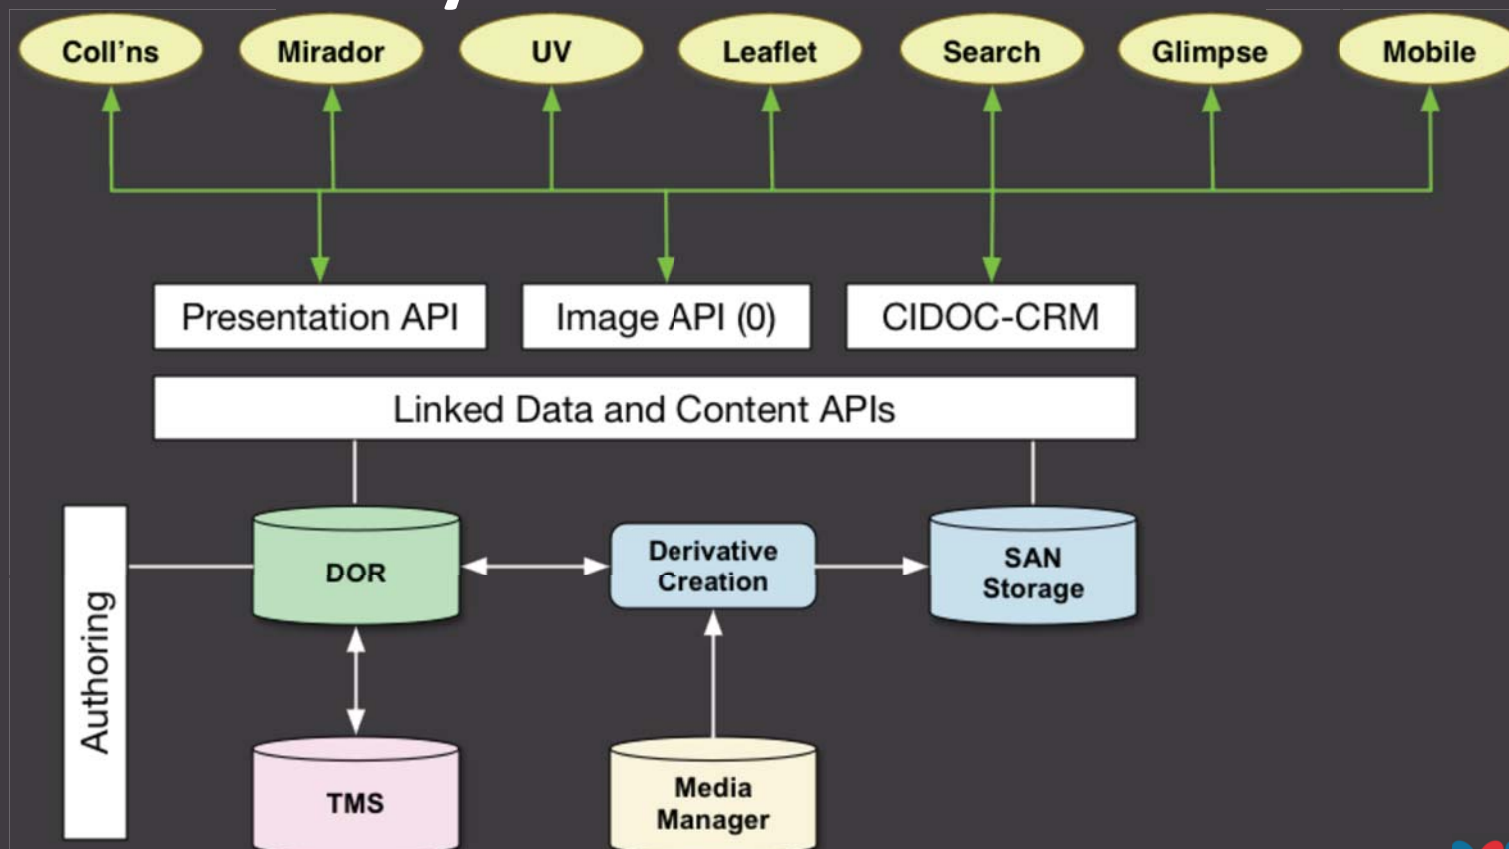 Coll'ns
Mirador
UV
Leaflet
Search
Glimpse
Mobile
Presentation API
Image API (0)
CIDOC-CRM
Linked Data and Content APIs
Authoring
DOR
Derivative
Creation
SAN
Storage
TMS
Media
Manager